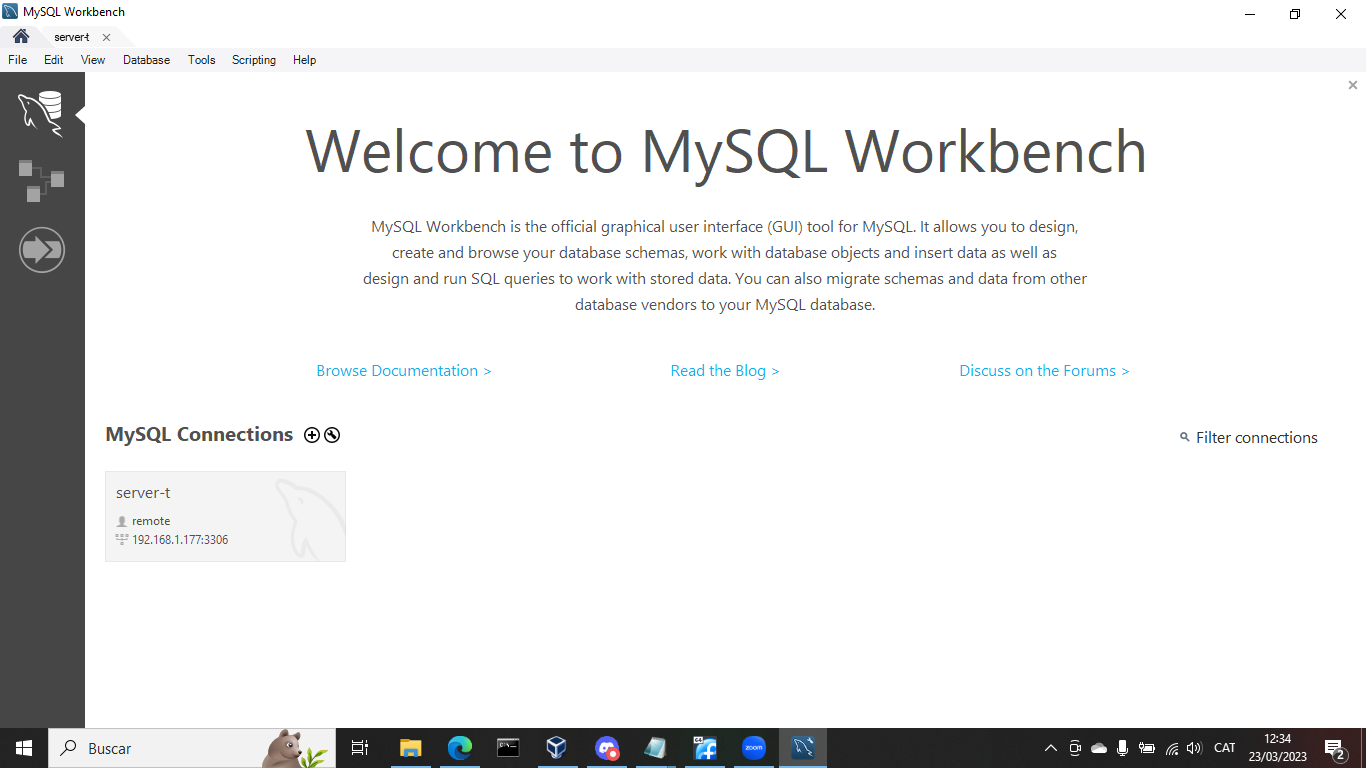 MySQL Workbench
server-t
File Edit View Database Tools Scripting Help
Welcome to MySQL Workbench
MySQL Workbench is the official graphical user interface (GUI) tool for MySQL. It allows you to design,
create and browse your database schemas, work with database objects and insert data as well as
design and run SQL queries to work with stored data. You can also migrate schemas and data from other
database vendors to your MySQL database.
Browse Documentation > Read the Blog > Discuss on the Forums >
MySQL Connections
Filter connections
server-t
remote
192.168.1.177:3306
Buscar
zoom
CAT
12:34
23/03/2023
2